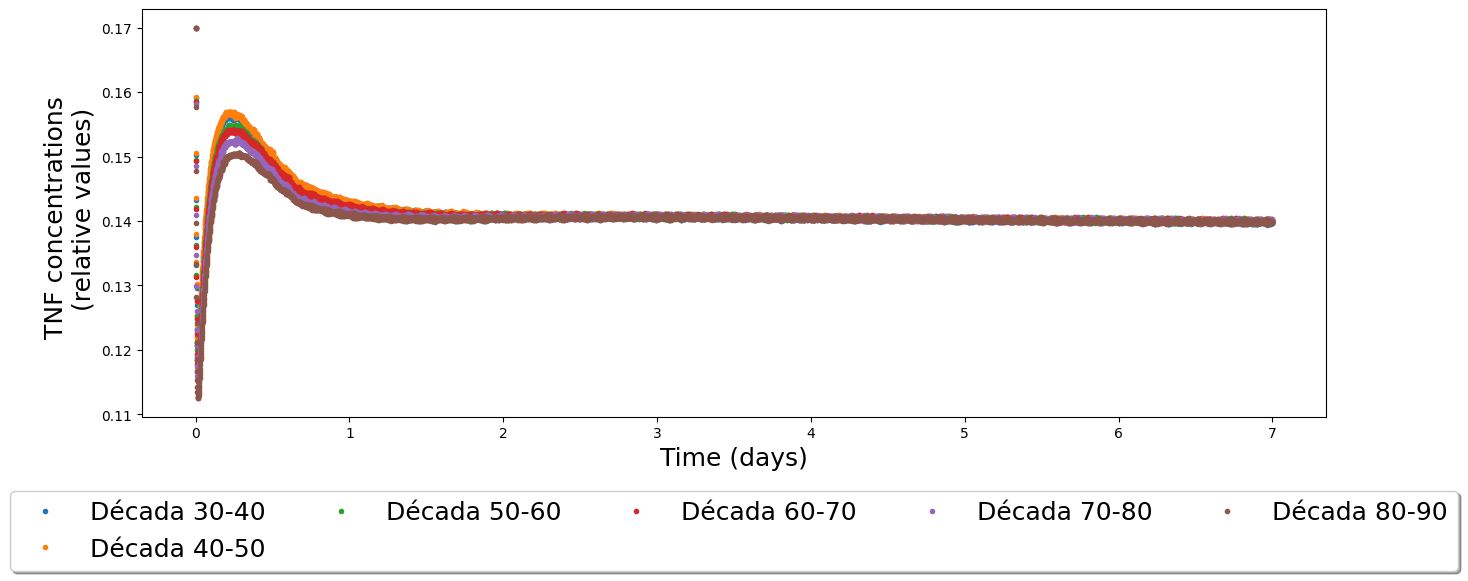 0.17
0.16
0.15
0.14
0.13
0.12
0.11
TNF concentrations
(relative values)
0 1 2 3 4 5 6 7
Time (days)
Década 30-40 Década 50-60 Década 60-70 Década 70-80 Década 80-90
Década 40-50